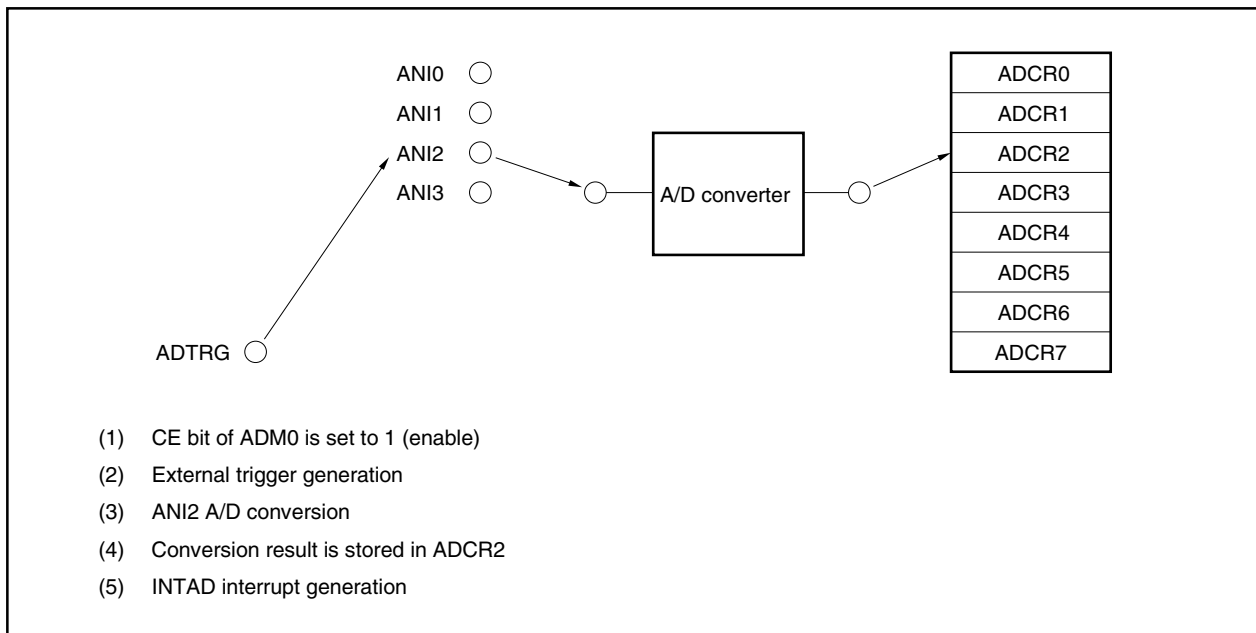 ANI0
ANI1
ANI2
ANI3
ADTRG
A/D converter
ADCR0
ADCR1
ADCR2
ADCR3
ADCR4
ADCR5
ADCR6
ADCR7
(1) CE bit of ADM0 is set to 1 (enable)
(2) External trigger generation
(3) ANI2 A/D conversion
(4) Conversion result is stored in ADCR2
(5) INTAD interrupt generation